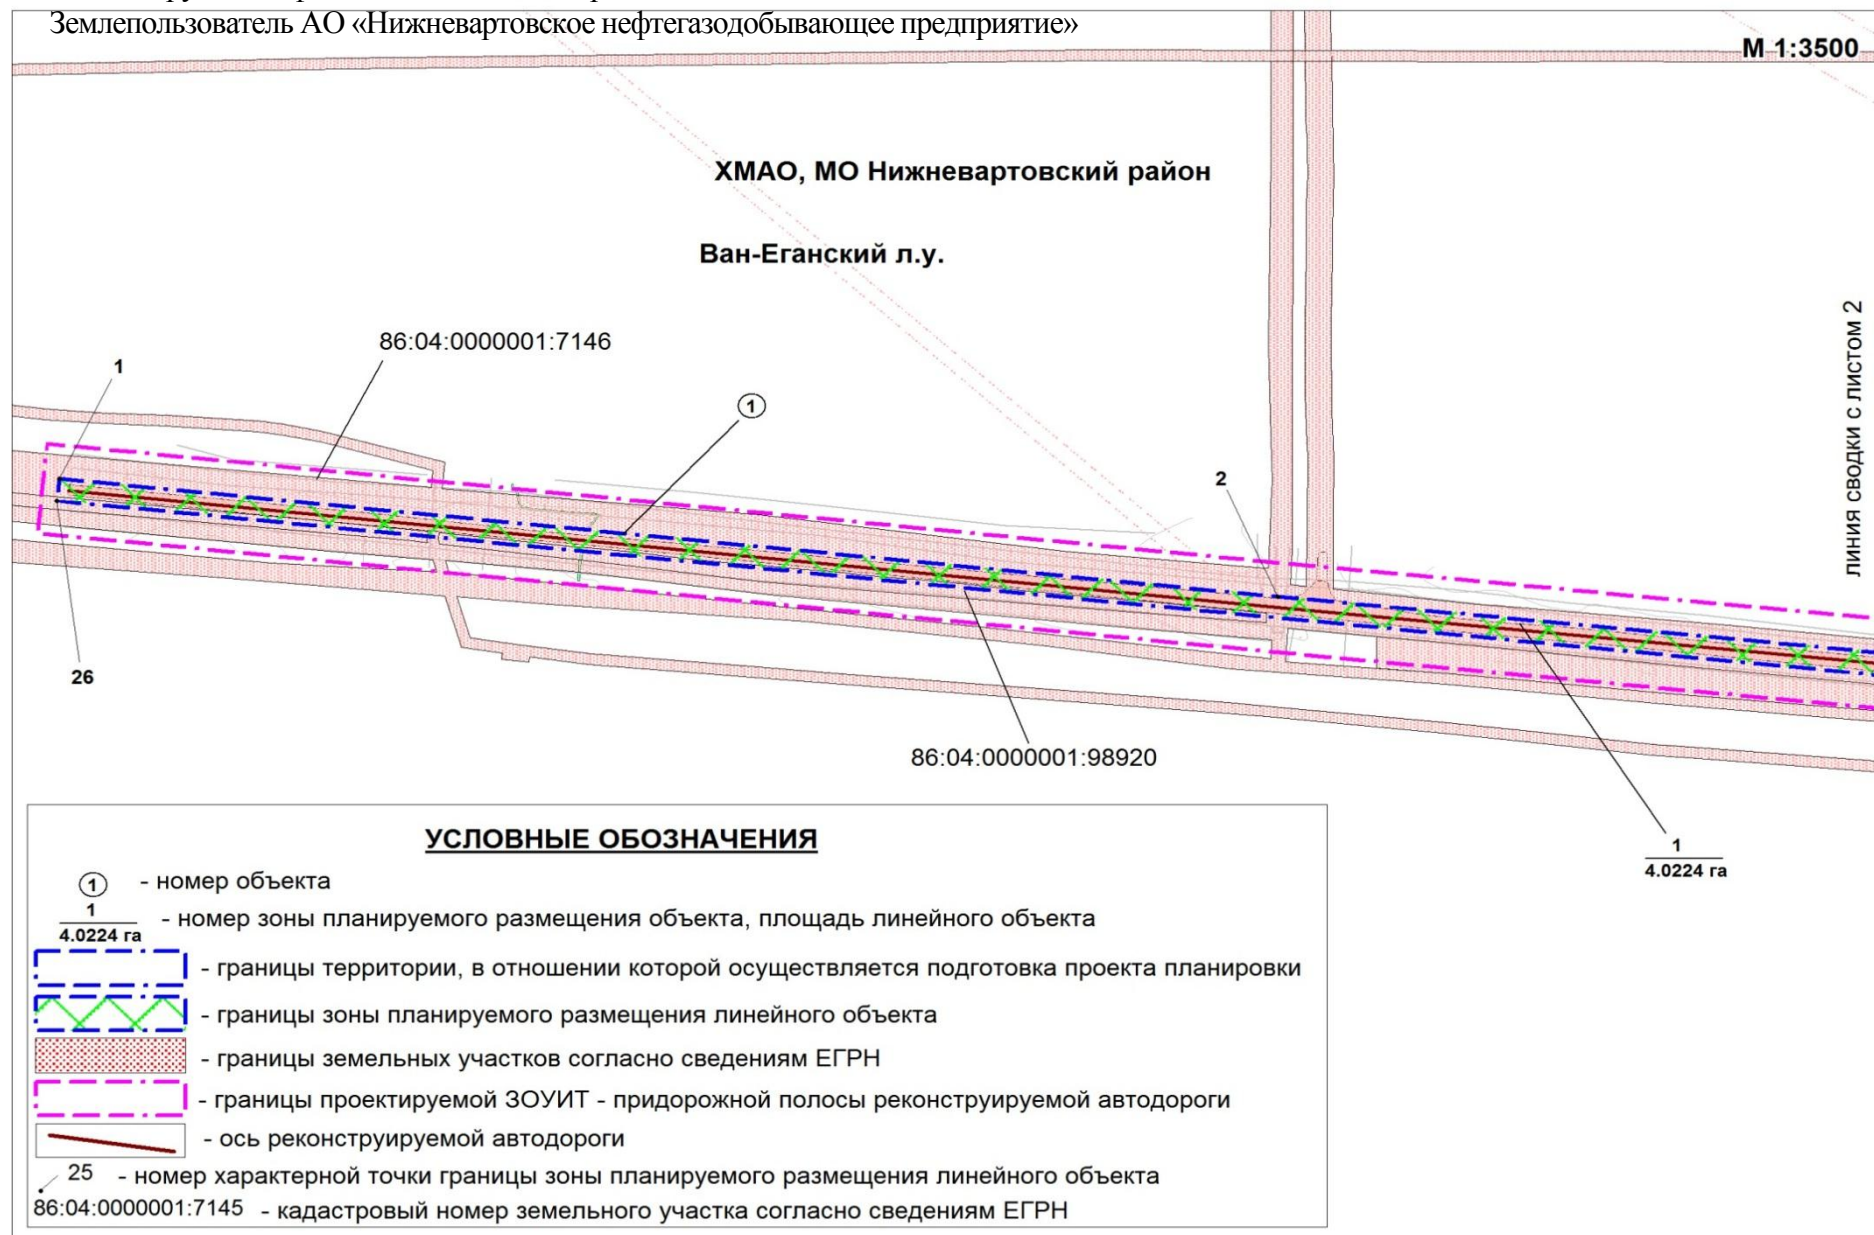 Землепользователь АО «Нижневартовское нефтегазодобывающее предприятие»
М 1:3500
ХМАО, МО Нижневартовский район
Ван-Еганский л.у.
линия сводки с листом 2
86:04:0000001:7146
1
1
2
26
86:04:0000001:98920
1
4.0224 га
УСЛОВНЫЕ ОБОЗНАЧЕНИЯ
1 - номер объекта
1
4.0224 га - номер зоны планируемого размещения объекта, площадь линейного объекта
- границы территории, в отношении которой осуществляется подготовка проекта планировки
- границы зоны планируемого размещения линейного объекта
- границы земельных участков согласно сведениям ЕГРН
- границы проектируемой ЗОУИТ - придорожной полосы реконструируемой автодороги
- ось реконструируемой автодороги
25 - номер характерной точки границы зоны планируемого размещения линейного объекта
86:04:0000001:7145 - кадастровый номер земельного участка согласно сведениям ЕГРН